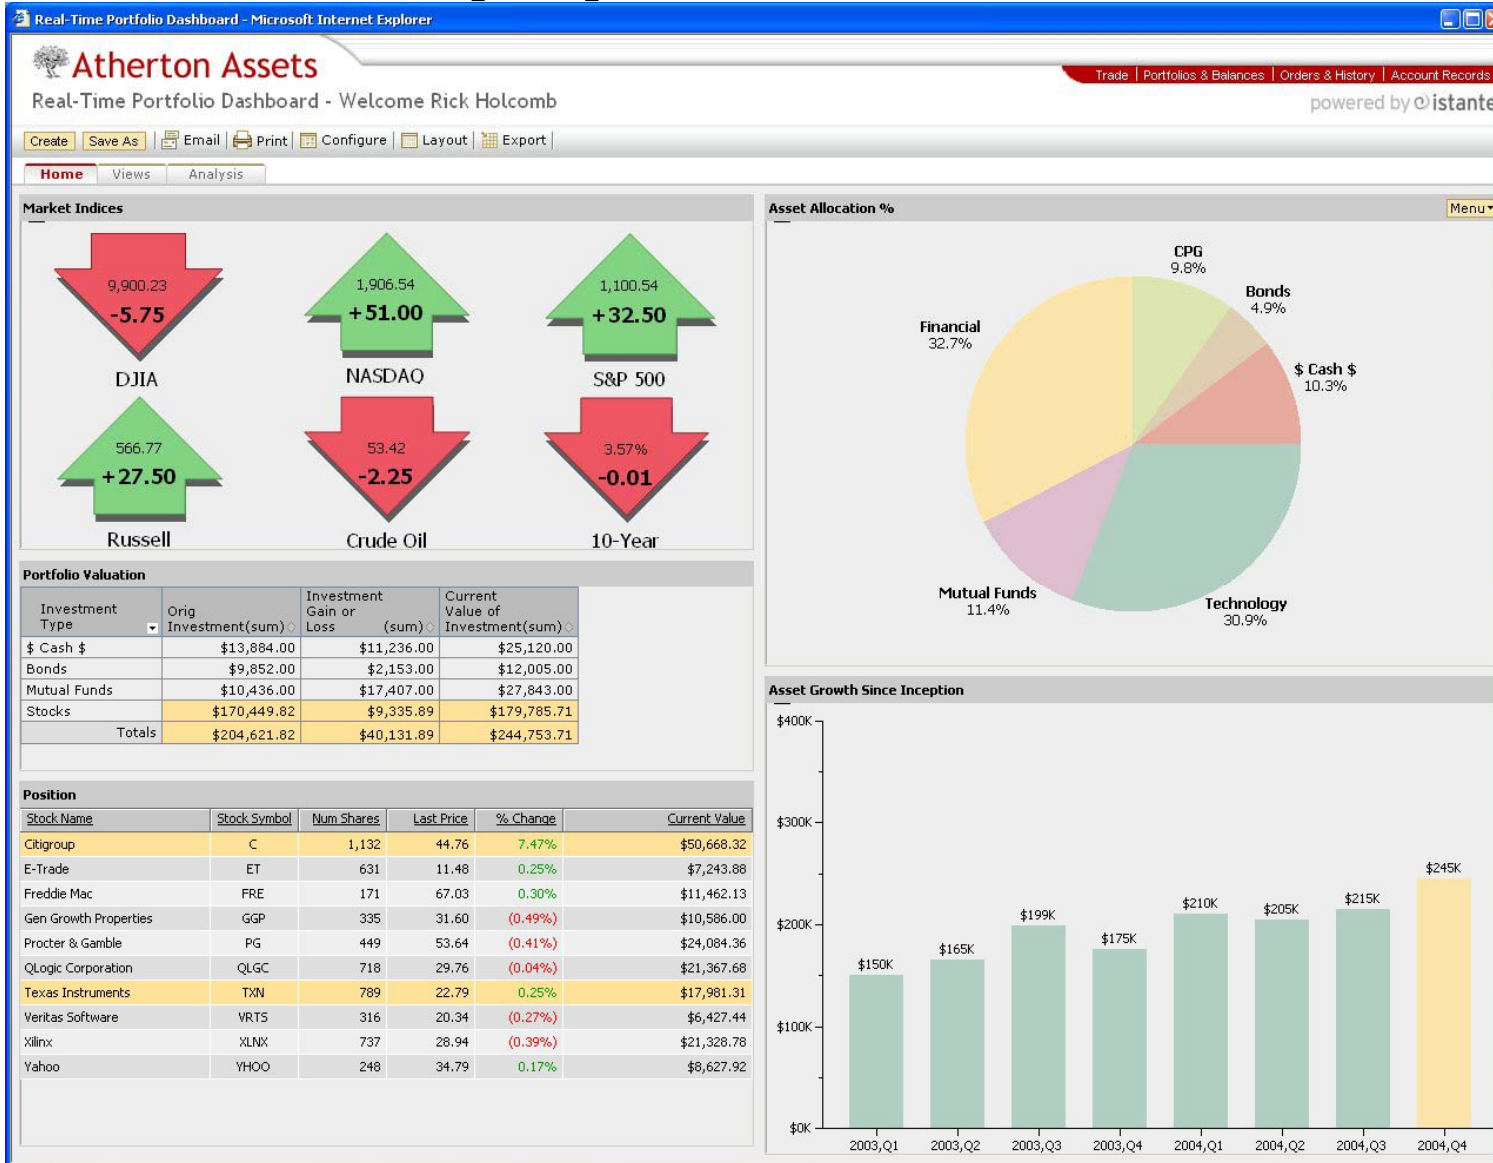 Real-Time Portfolio Dashboard - Microsoft Internet Explorer
Atherton Assets
Trade | Portfolios & Balances | Orders & History | Account Records
Real-Time Portfolio Dashboard - Welcome Rick Holcomb
powered by istante
Create Save As Email Print Configure Layout Export
Home Views Analysis
Market Indices
9,900.23
-5.75
DJIA
1,906.54
+51.00
NASDAQ
1,100.54
+32.50
S&P 500
566.77
+27.50
Russell
53.42
-2.25
Crude Oil
3.57%
-0.01
10-Year
Portfolio Valuation
Investment Type Orig Investment(sum) Investment Gain or Loss (sum) Current Value of Investment(sum)
$ Cash $ $13,884.00 $11,236.00 $25,120.00
Bonds $9,852.00 $2,153.00 $12,005.00
Mutual Funds $10,436.00 $17,407.00 $27,843.00
Stocks $170,449.82 $9,335.89 $179,785.71
Totals $204,621.82 $40,131.89 $244,753.71
Position
Stock Name Stock Symbol Num Shares Last Price % Change Current Value
Citigroup C 1,132 44.76 7.47% $50,668.32
E-Trade ET 631 11.48 0.25% $7,243.88
Freddie Mac FRE 171 67.03 0.30% $11,462.13
Gen Growth Properties GGP 335 31.60 (0.49%) $10,586.00
Procter & Gamble PG 449 53.64 (0.41%) $24,084.36
QLogic Corporation QLGC 718 29.76 (0.04%) $21,367.68
Texas Instruments TXN 789 22.79 0.25% $17,981.31
Veritas Software VRTS 316 20.34 (0.27%) $6,427.44
Xilinx XLNX 737 28.94 (0.39%) $21,328.78
Yahoo YHOO 248 34.79 0.17% $8,627.92
Asset Allocation %
Menu
CPG
9.8%
Bonds
4.9%
$ Cash $
10.3%
Financial
32.7%
Mutual Funds
11.4%
Technology
30.9%
Asset Growth Since Inception
$400K
$300K
$200K
$100K
$0K
$150K
$165K
$199K
$175K
$210K
$205K
$215K
$245K
2003,Q1 2003,Q2 2003,Q3 2003,Q4 2004,Q1 2004,Q2 2004,Q3 2004,Q4